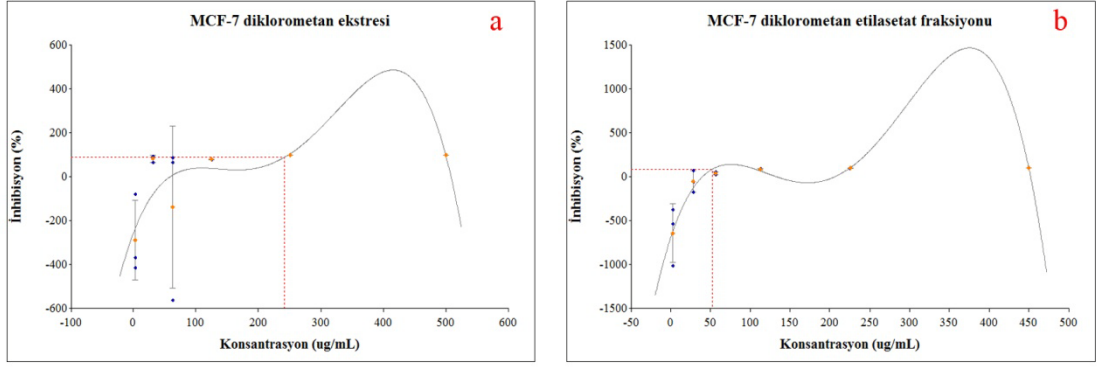 MCF-7 diklorometan ekstresi
a
600
400
200
0
-200
-400
-600
İnhibisyon (%)
-100 0 100 200 300 400 500 600
Konsantrasyon (ug/mL)
MCF-7 diklorometan etilasetat fraksiyonu
b
1500
1000
500
0
-500
-1000
-1500
İnhibisyon (%)
-50 0 50 100 150 200 250 300 350 400 450 500
Konsantrasyon (ug/mL)